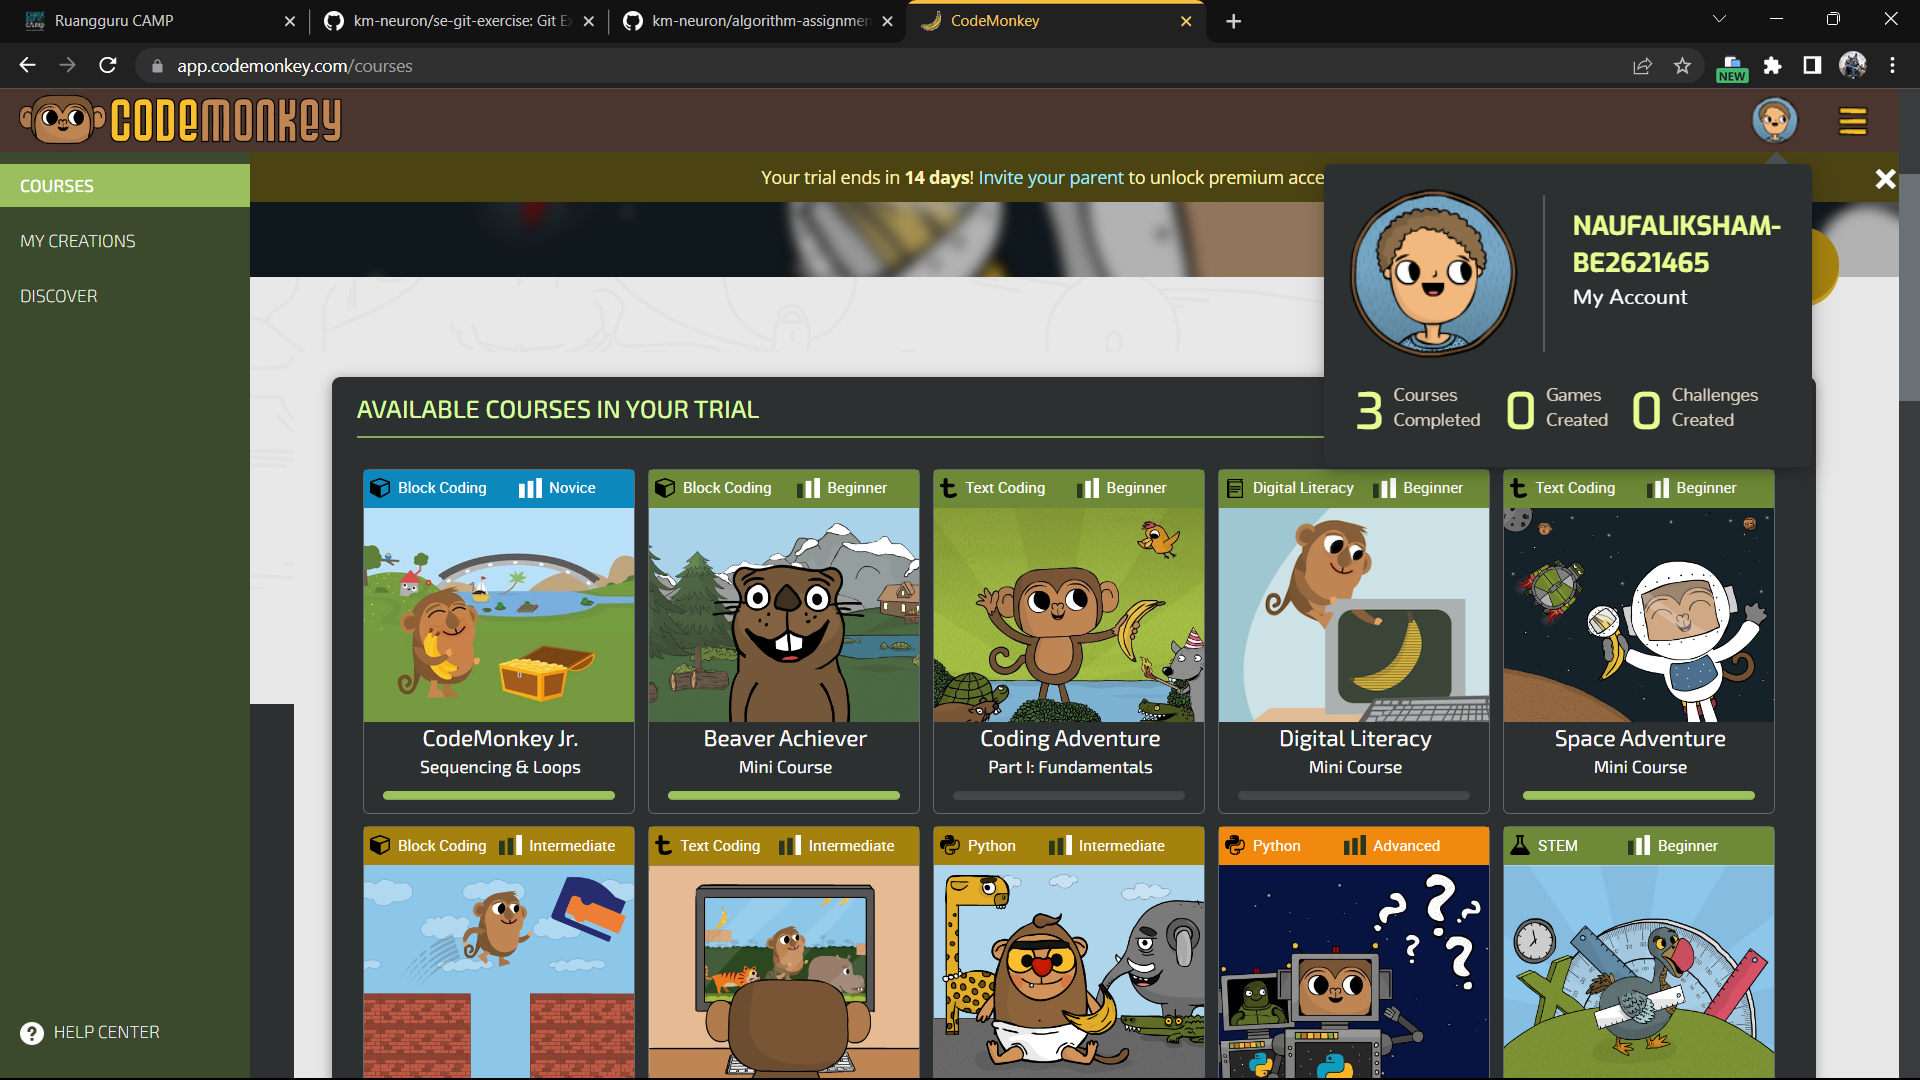 Ruangguru CAMP
km-neuron/se-git-exercise: Git Ex
km-neuron/algorithm-assignmen
CodeMonkey
app.codemonkey.com/courses
NEW
CODEMONKEY
COURSES
MY CREATIONS
DISCOVER
HELP CENTER
Your trial ends in 14 days! Invite your parent to unlock premium acce
NAUFALIKSHAM-
BE2621465
My Account
3 Courses Completed
0 Games Created
0 Challenges Created
AVAILABLE COURSES IN YOUR TRIAL
Block Coding Novice
CodeMonkey Jr.
Sequencing & Loops
Block Coding Beginner
Beaver Achiever
Mini Course
Text Coding Beginner
Coding Adventure
Part I: Fundamentals
Digital Literacy Beginner
Digital Literacy
Mini Course
Text Coding Beginner
Space Adventure
Mini Course
Block Coding Intermediate
Text Coding Intermediate
Python Intermediate
Python Advanced
? ? ? ? ?
STEM Beginner